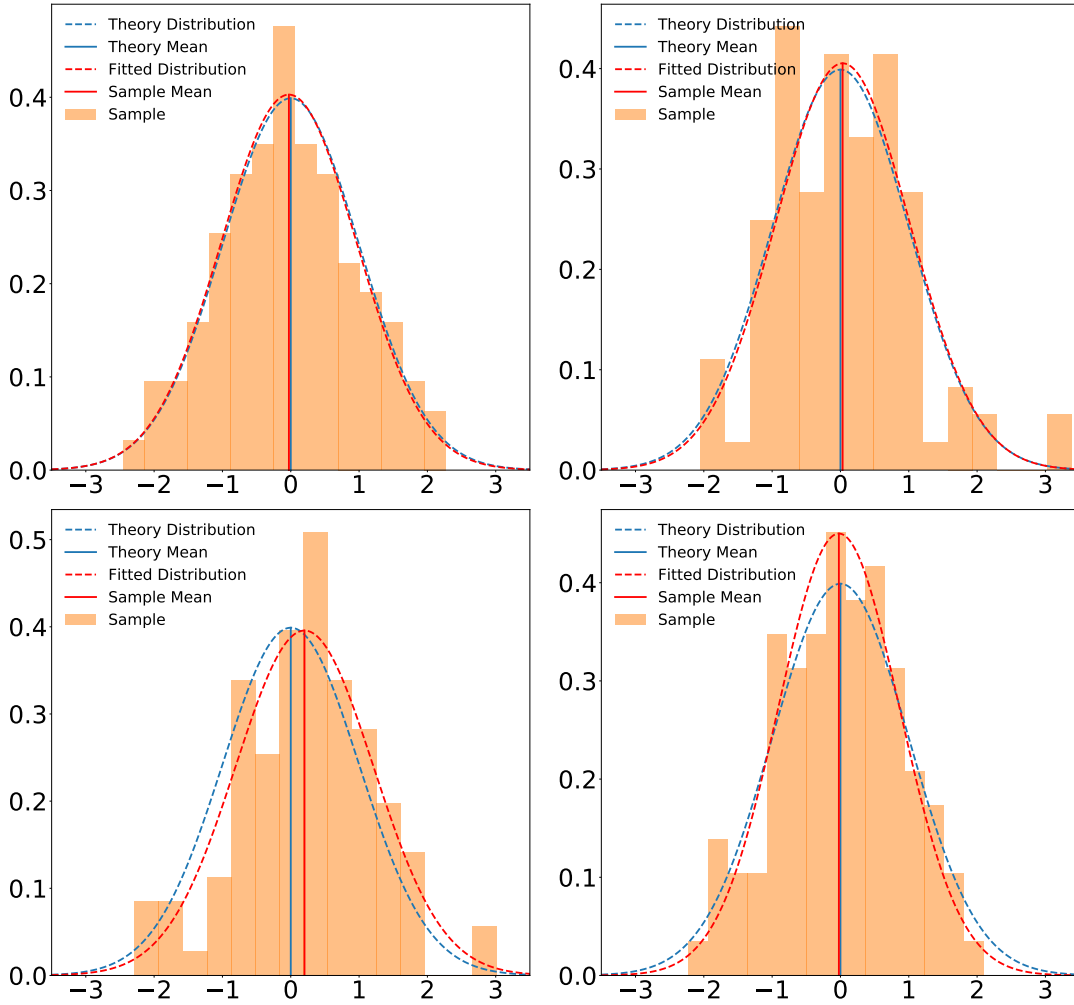 Theory Distribution
Theory Mean
Fitted Distribution
Sample Mean
Sample
0.4
0.3
0.2
0.1
0.0
−3 −2 −1 0 1 2 3
Theory Distribution
Theory Mean
Fitted Distribution
Sample Mean
Sample
0.4
0.3
0.2
0.1
0.0
−3 −2 −1 0 1 2 3
Theory Distribution
Theory Mean
Fitted Distribution
Sample Mean
Sample
0.5
0.4
0.3
0.2
0.1
0.0
−3 −2 −1 0 1 2 3
Theory Distribution
Theory Mean
Fitted Distribution
Sample Mean
Sample
0.4
0.3
0.2
0.1
0.0
−3 −2 −1 0 1 2 3